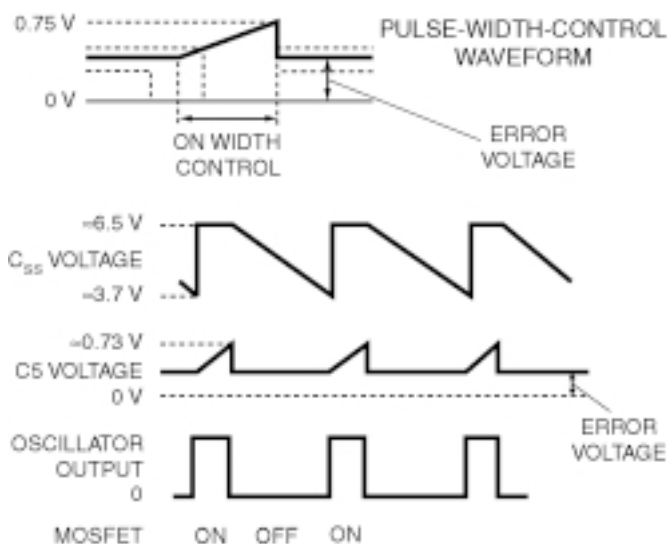 0.75 V
PULSE-WIDTH-CONTROL
WAVEFORM
0 V
ON WIDTH
CONTROL
ERROR
VOLTAGE
≈6.5 V
CSS VOLTAGE
≈3.7 V
≈0.73 V
C5 VOLTAGE
0 V
ERROR
VOLTAGE
OSCILLATOR
OUTPUT
0
MOSFET ON OFF ON